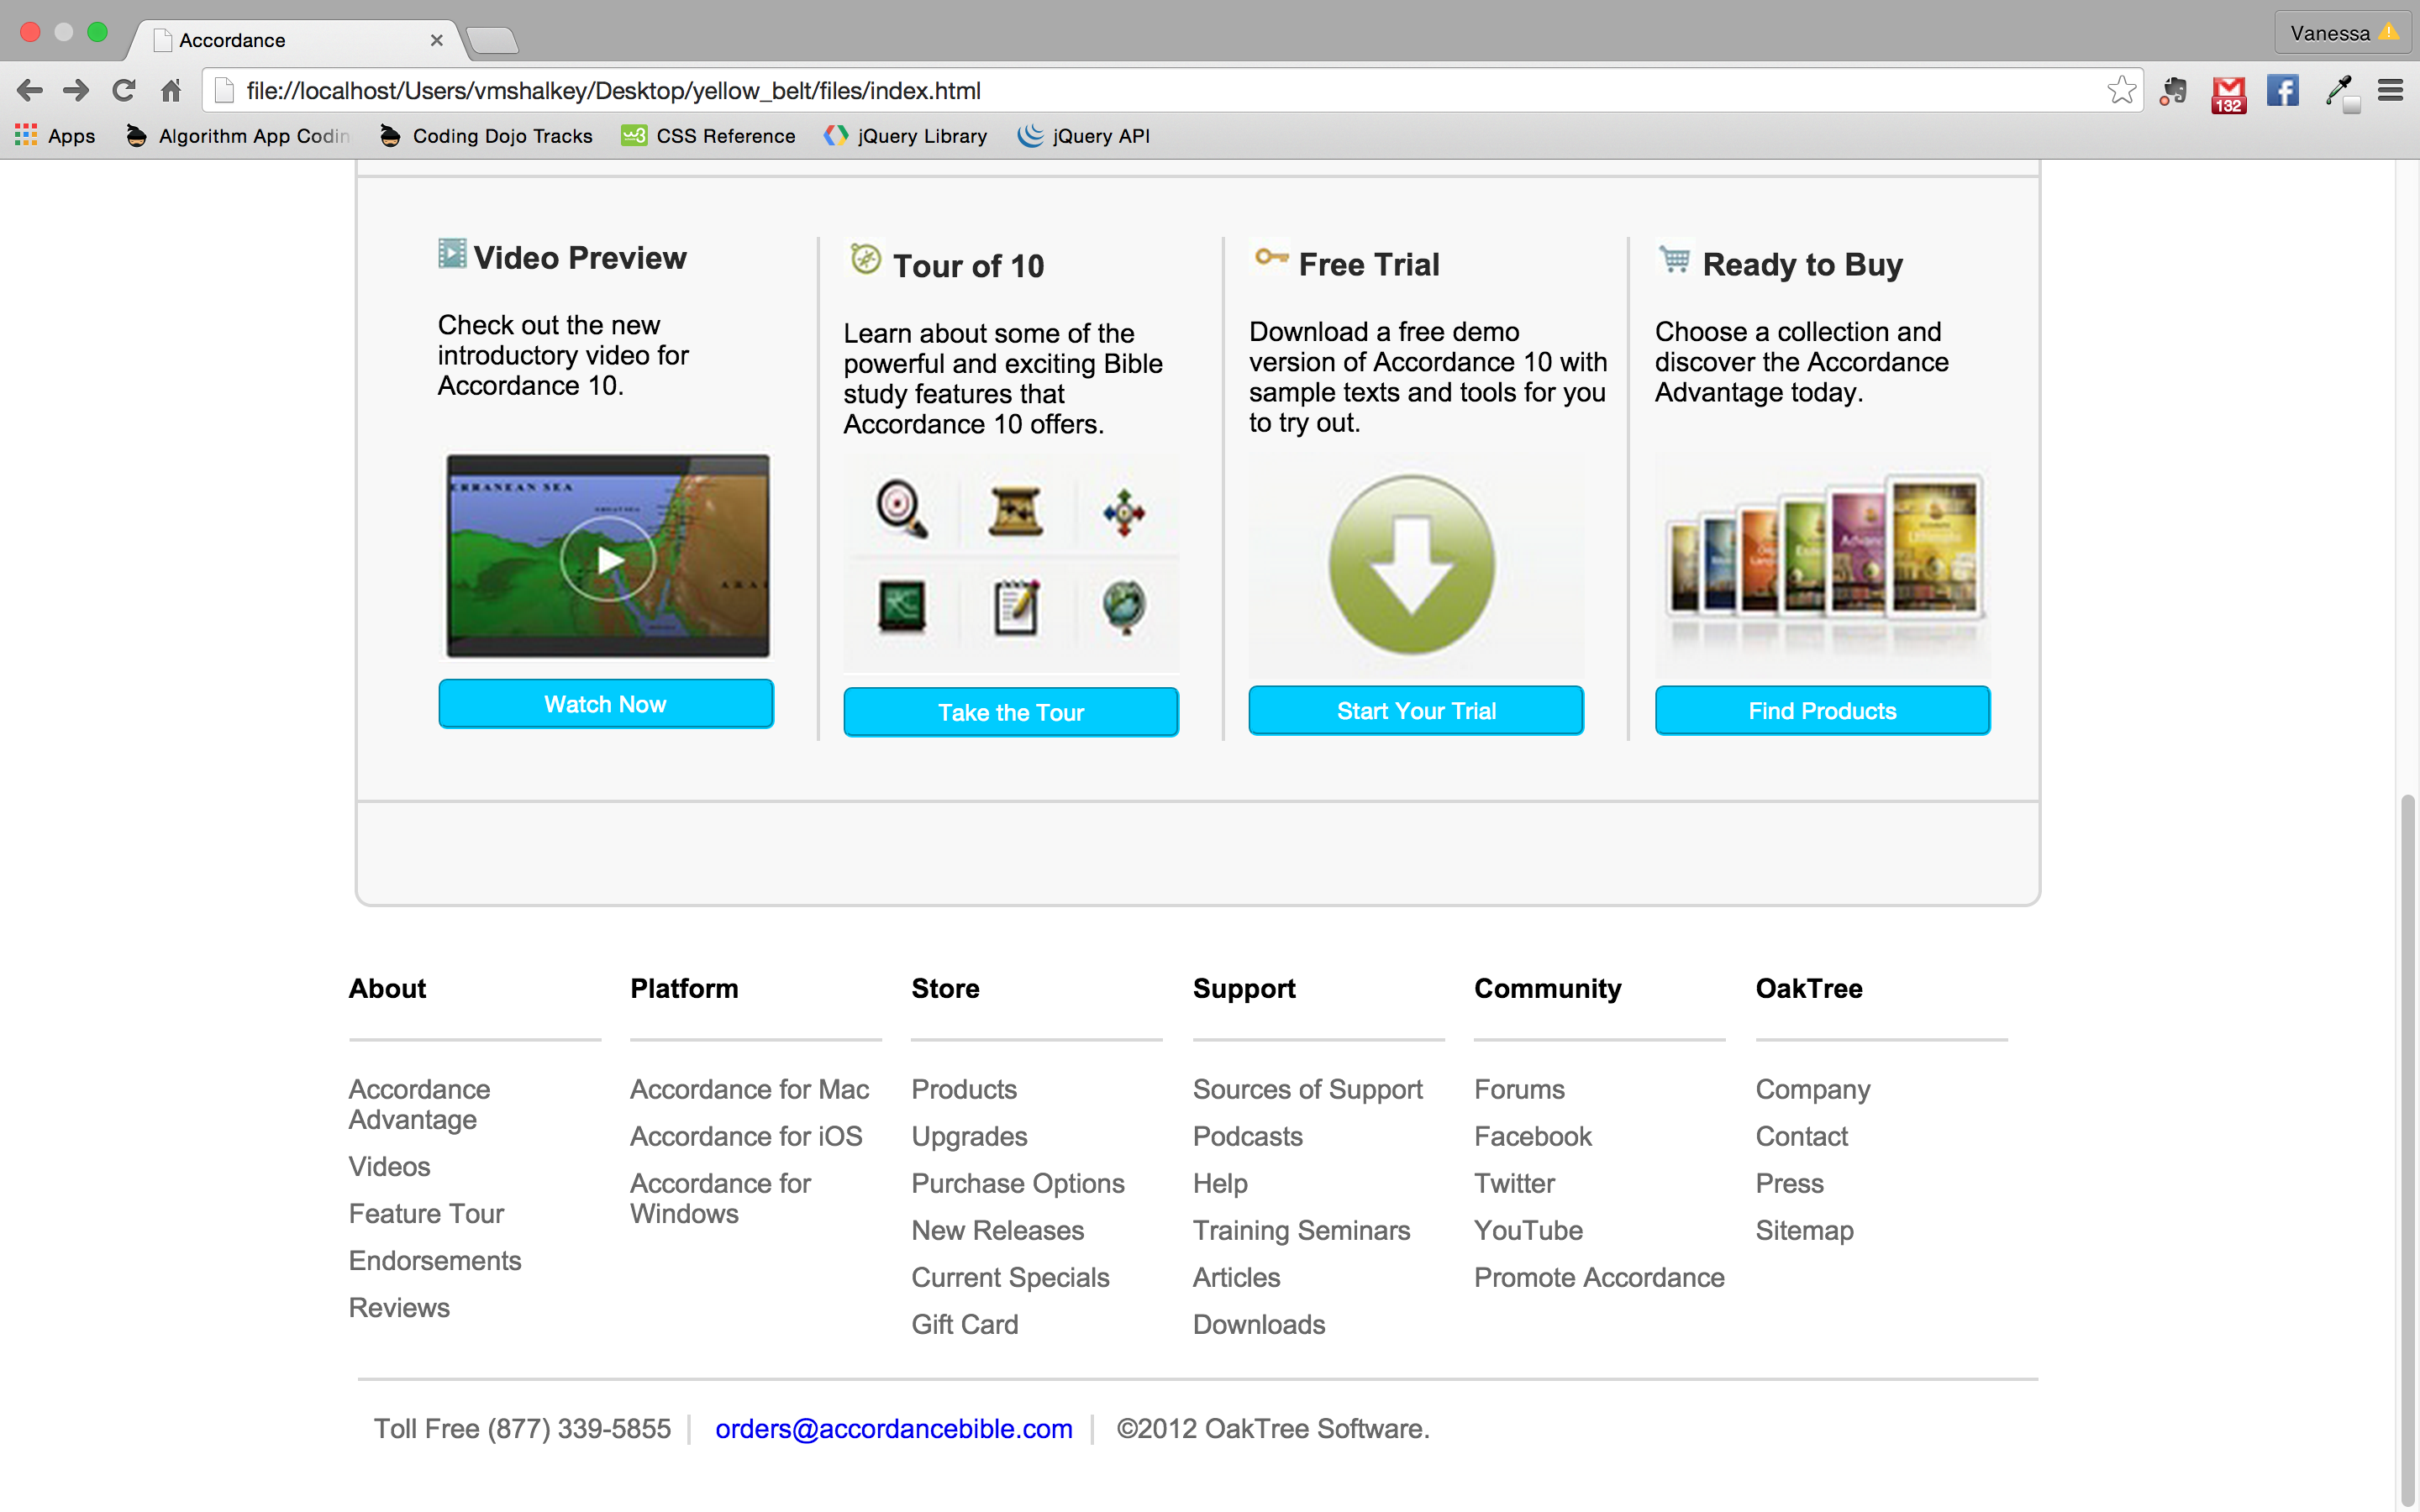 Accordance
Vanessa
file://localhost/Users/vmshalkey/Desktop/yellow_belt/files/index.html
132
Apps
Algorithm App Codin
Coding Dojo Tracks
w3
CSS Reference
jQuery Library
jQuery API
Video Preview
Check out the new
introductory video for
Accordance 10.
ERRANEAN SEA
Watch Now
Tour of 10
Learn about some of the
powerful and exciting Bible
study features that
Accordance 10 offers.
Take the Tour
Free Trial
Download a free demo
version of Accordance 10 with
sample texts and tools for you
to try out.
Start Your Trial
Ready to Buy
Choose a collection and
discover the Accordance
Advantage today.
Ultimate
Find Products
About
Accordance
Advantage
Videos
Feature Tour
Endorsements
Reviews
Platform
Accordance for Mac
Accordance for iOS
Accordance for
Windows
Store
Products
Upgrades
Purchase Options
New Releases
Current Specials
Gift Card
Support
Sources of Support
Podcasts
Help
Training Seminars
Articles
Downloads
Community
Forums
Facebook
Twitter
YouTube
Promote Accordance
OakTree
Company
Contact
Press
Sitemap
Toll Free (877) 339-5855 | orders@accordancebible.com | ©2012 OakTree Software.